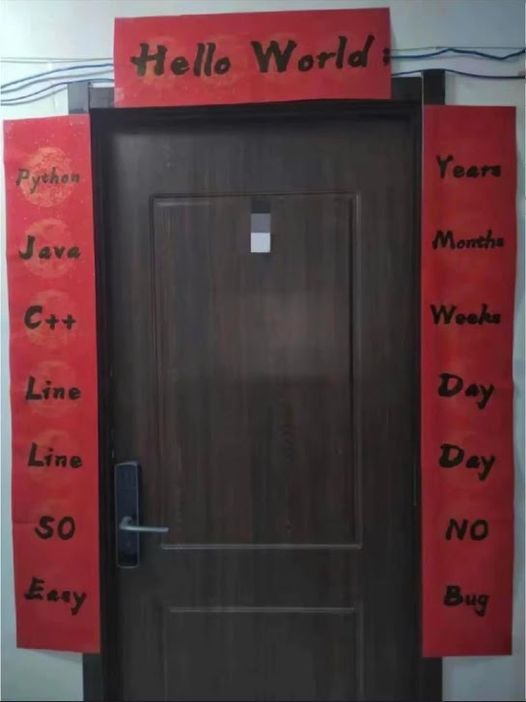 Hello World:
Python
Java
C++
Line
Line
SO
Easy
Years
Months
Weeks
Day
Day
NO
Bug